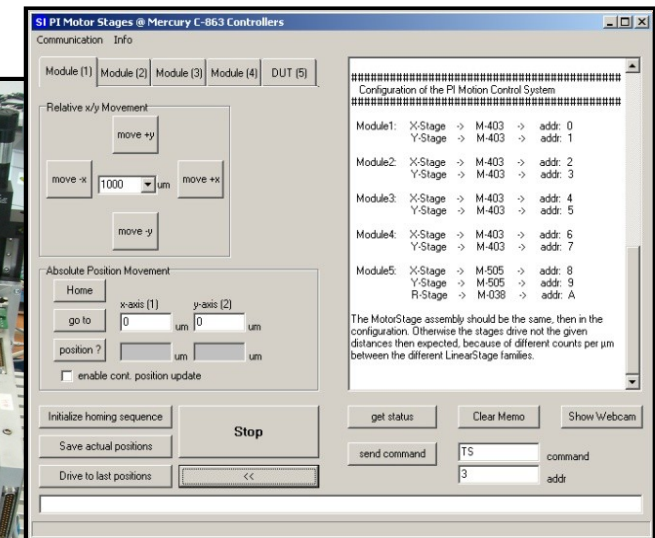 SI PI Motor Stages @ Mercury C-863 Controllers
Communication Info
Module (1) Module (2) Module (3) Module (4) DUT (5)
Relative x/y Movement
move +y
move -x 1000 um move +x
move -y
Absolute Position Movement
Home
x-axis (1) y-axis (2)
go to 0 um 0 um
position ? um um
enable cont. position update
Initialize homing sequence
Save actual positions
Drive to last positions
Stop
<<
Configuration of the PI Motion Control System
Module1: X-Stage -> M-403 -> addr: 0
Y-Stage -> M-403 -> addr: 1
Module2: X-Stage -> M-403 -> addr: 2
Y-Stage -> M-403 -> addr: 3
Module3: X-Stage -> M-403 -> addr: 4
Y-Stage -> M-403 -> addr: 5
Module4: X-Stage -> M-403 -> addr: 6
Y-Stage -> M-403 -> addr: 7
Module5: X-Stage -> M-505 -> addr: 8
Y-Stage -> M-505 -> addr: 9
R-Stage -> M-038 -> addr: A
The MotorStage assembly should be the same, then in the
configuration. Otherwise the stages drive not the given
distances then expected, because of different counts per µm
between the different LinearStage families.
get status Clear Memo Show Webcam
send command TS command
3 addr